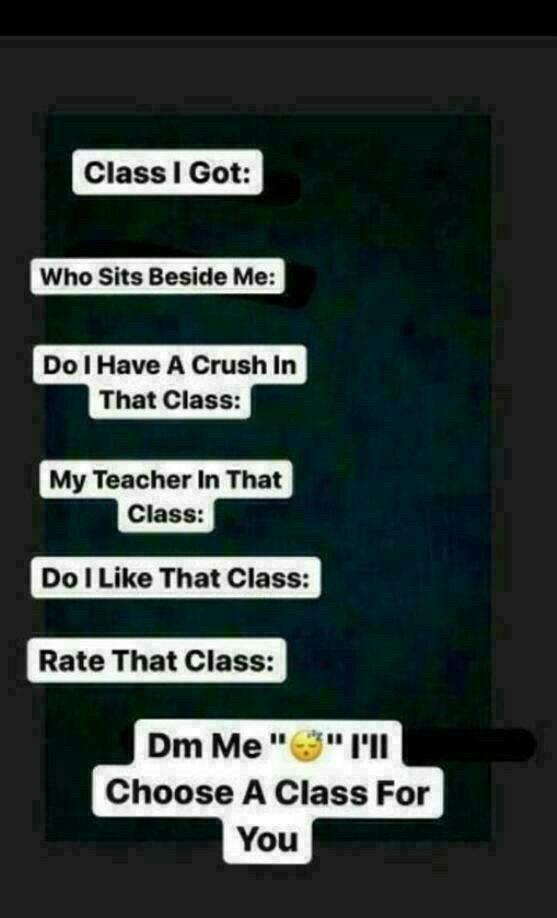 Class I Got:
Who Sits Beside Me:
Do I Have A Crush In
That Class:
My Teacher In That
Class:
Do I Like That Class:
Rate That Class:
Dm Me "😴" I'll
Choose A Class For
You